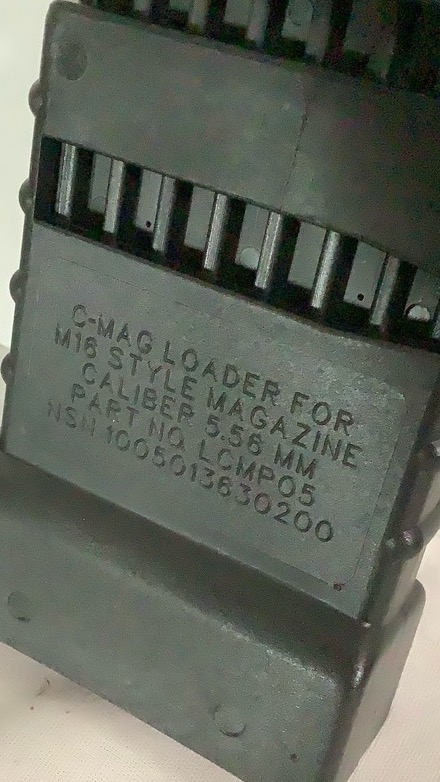 C-MAG LOADER FOR
M16 STYLE MAGAZINE
CALIBER 5.56 MM
PART NO. LCMP05
NSN 1005013630200